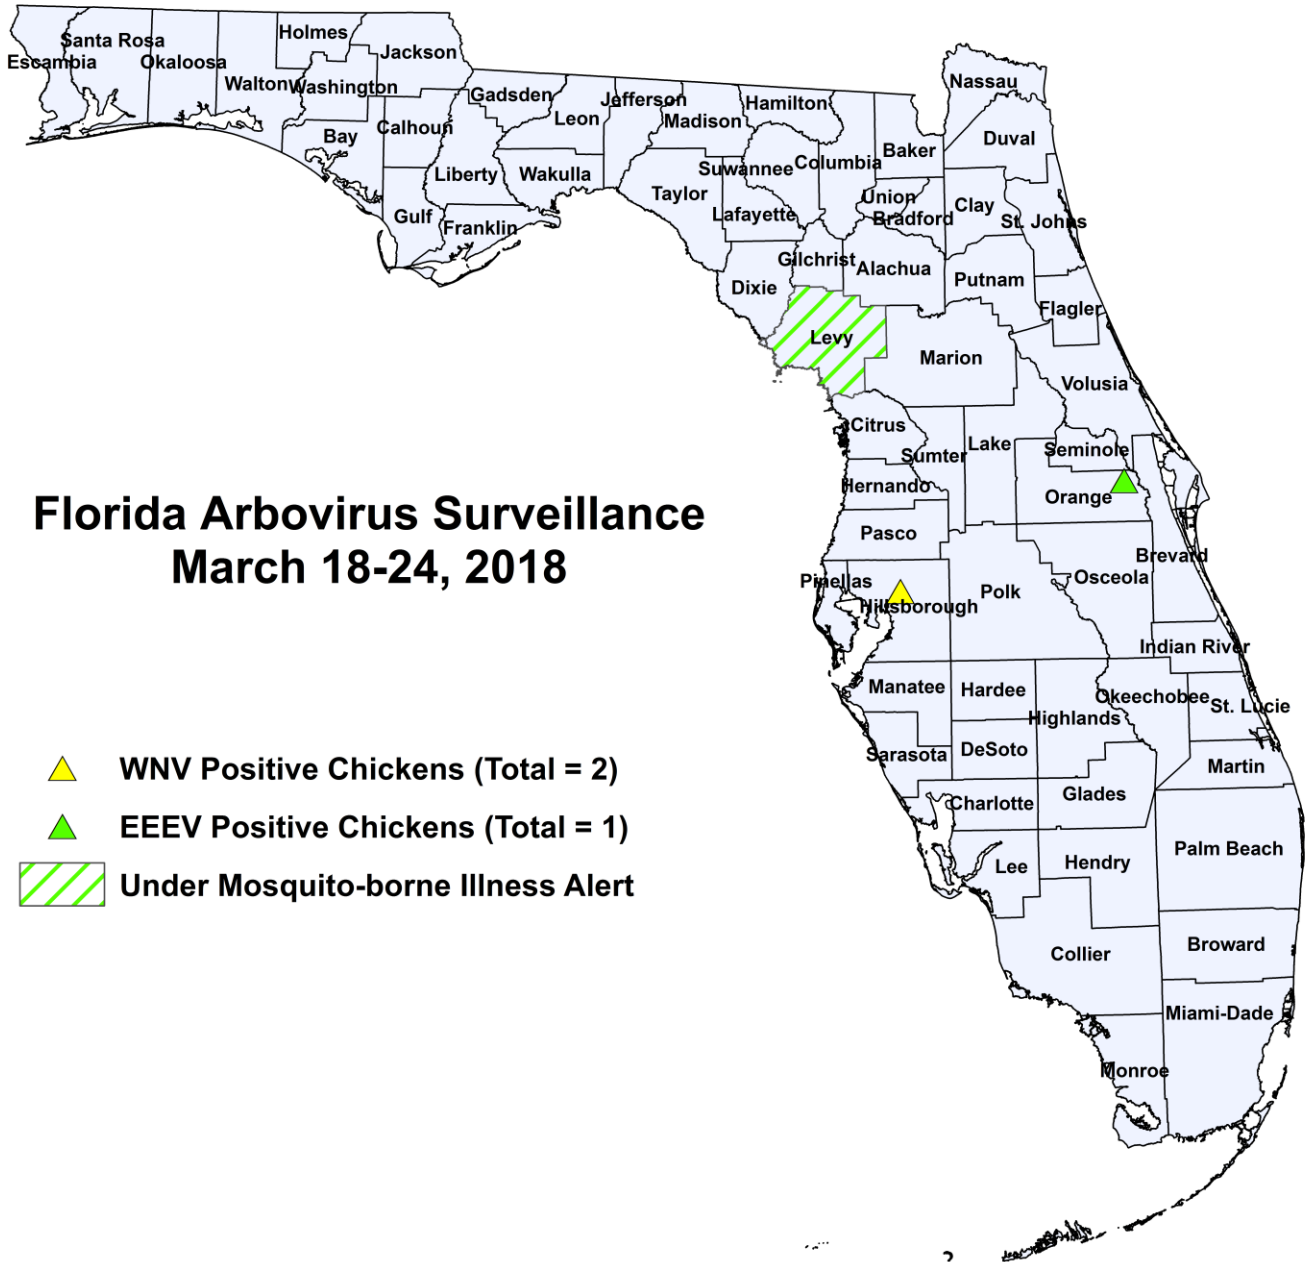 Holmes
Santa Rosa
Jackson
Escambia
Okaloosa
Walton
Washington
Nassau
Gadsden
Jefferson
Hamilton
Leon
Madison
Calhoun
Bay
Duval
Baker
Columbia
Suwannee
Liberty
Wakulla
Taylor
Union
Clay
Lafayette
Bradford
Gulf
Franklin
St. Johns
Gilchrist
Alachua
Putnam
Dixie
Flagler
Levy
Marion
Volusia
Citrus
Lake
Seminole
Sumter
Hernando
Orange
Florida Arbovirus Surveillance
March 18-24, 2018
Pasco
Brevard
Pinellas
Osceola
Polk
Hillsborough
Indian River
Manatee
Hardee
Okeechobee
St. Lucie
Highlands
Sarasota
DeSoto
Martin
Charlotte
Glades
WNV Positive Chickens (Total = 2)
EEEV Positive Chickens (Total = 1)
Under Mosquito-borne Illness Alert
Palm Beach
Lee
Hendry
Broward
Collier
Miami-Dade
Monroe